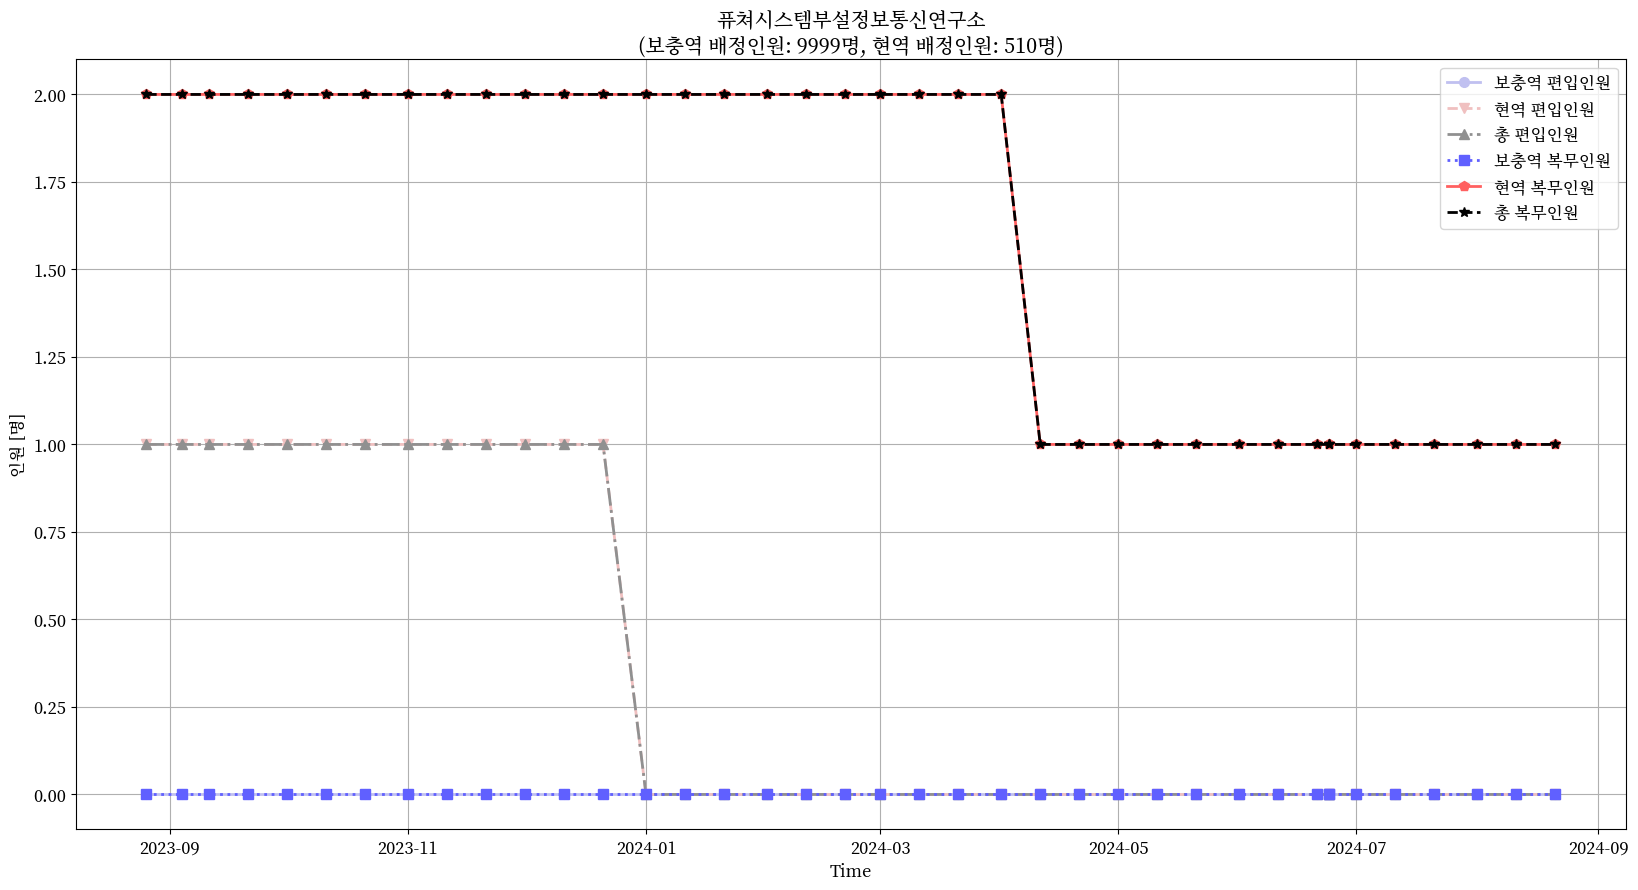 퓨쳐시스템부설정보통신연구소
(보충역 배정인원: 9999명, 현역 배정인원: 510명)
보충역 편입인원
현역 편입인원
총 편입인원
보충역 복무인원
현역 복무인원
총 복무인원
인원 [명]
2.00
1.75
1.50
1.25
1.00
0.75
0.50
0.25
0.00
2023-09
2023-11
2024-01
2024-03
2024-05
2024-07
2024-09
Time